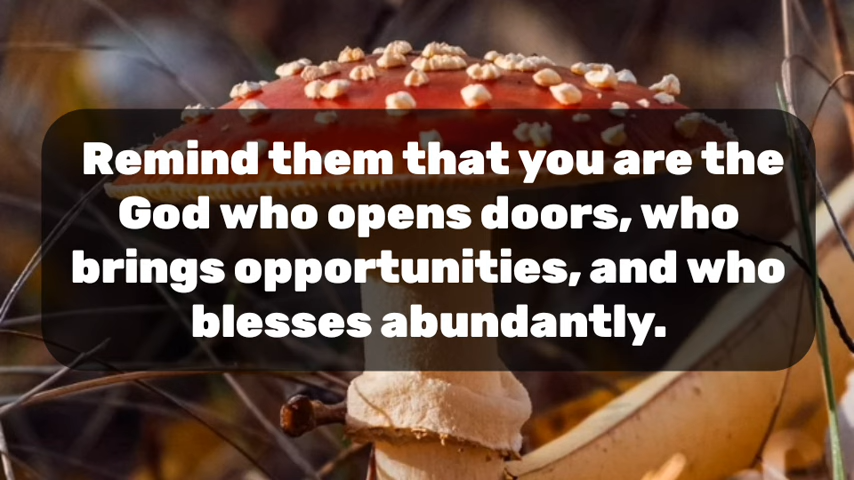 Remind them that you are the
God who opens doors, who
brings opportunities, and who
blesses abundantly.